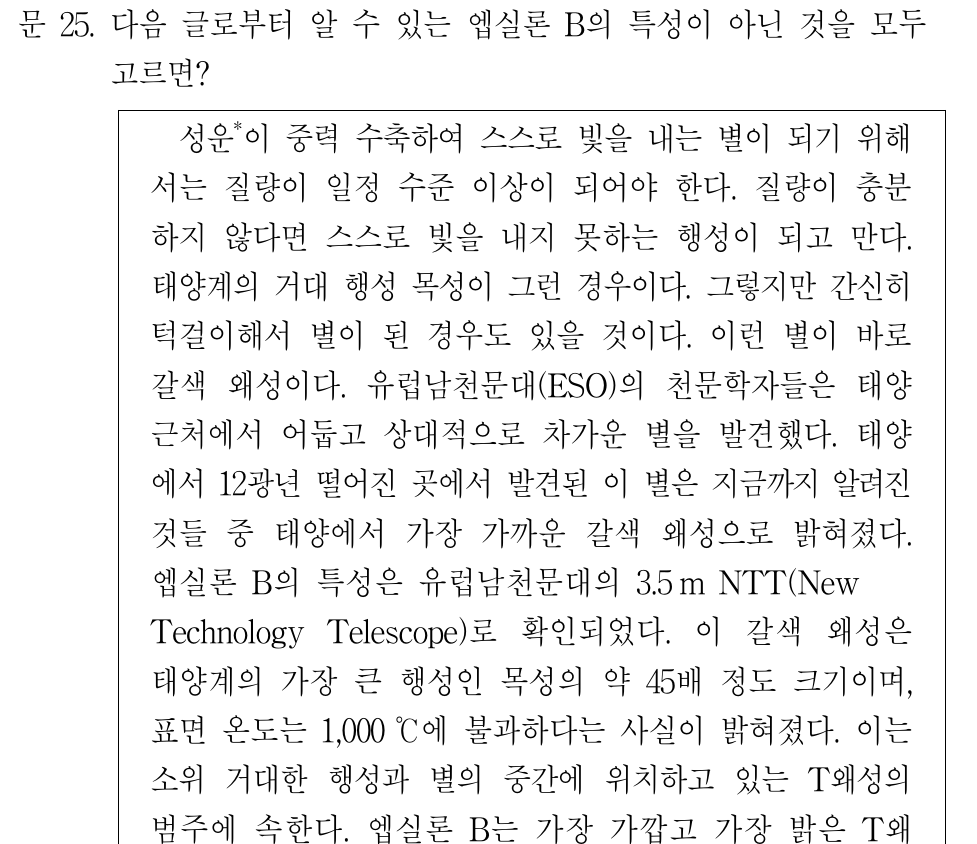 문 25. 다음 글로부터 알 수 있는 엡실론 B의 특성이 아닌 것을 모두
고르면?
성운*이 중력 수축하여 스스로 빛을 내는 별이 되기 위해
서는 질량이 일정 수준 이상이 되어야 한다. 질량이 충분
하지 않다면 스스로 빛을 내지 못하는 행성이 되고 만다.
태양계의 거대 행성 목성이 그런 경우이다. 그렇지만 간신히
턱걸이해서 별이 된 경우도 있을 것이다. 이런 별이 바로
갈색 왜성이다. 유럽남천문대(ESO)의 천문학자들은 태양
근처에서 어둡고 상대적으로 차가운 별을 발견했다. 태양
에서 12광년 떨어진 곳에서 발견된 이 별은 지금까지 알려진
것들 중 태양에서 가장 가까운 갈색 왜성으로 밝혀졌다.
엡실론 B의 특성은 유럽남천문대의 3.5 m NTT(New
Technology Telescope)로 확인되었다. 이 갈색 왜성은
태양계의 가장 큰 행성인 목성의 약 45배 정도 크기이며,
표면 온도는 1,000 ℃에 불과하다는 사실이 밝혀졌다. 이는
소위 거대한 행성과 별의 중간에 위치하고 있는 T왜성의
범주에 속한다. 엡실론 B는 가장 가깝고 가장 밝은 T왜